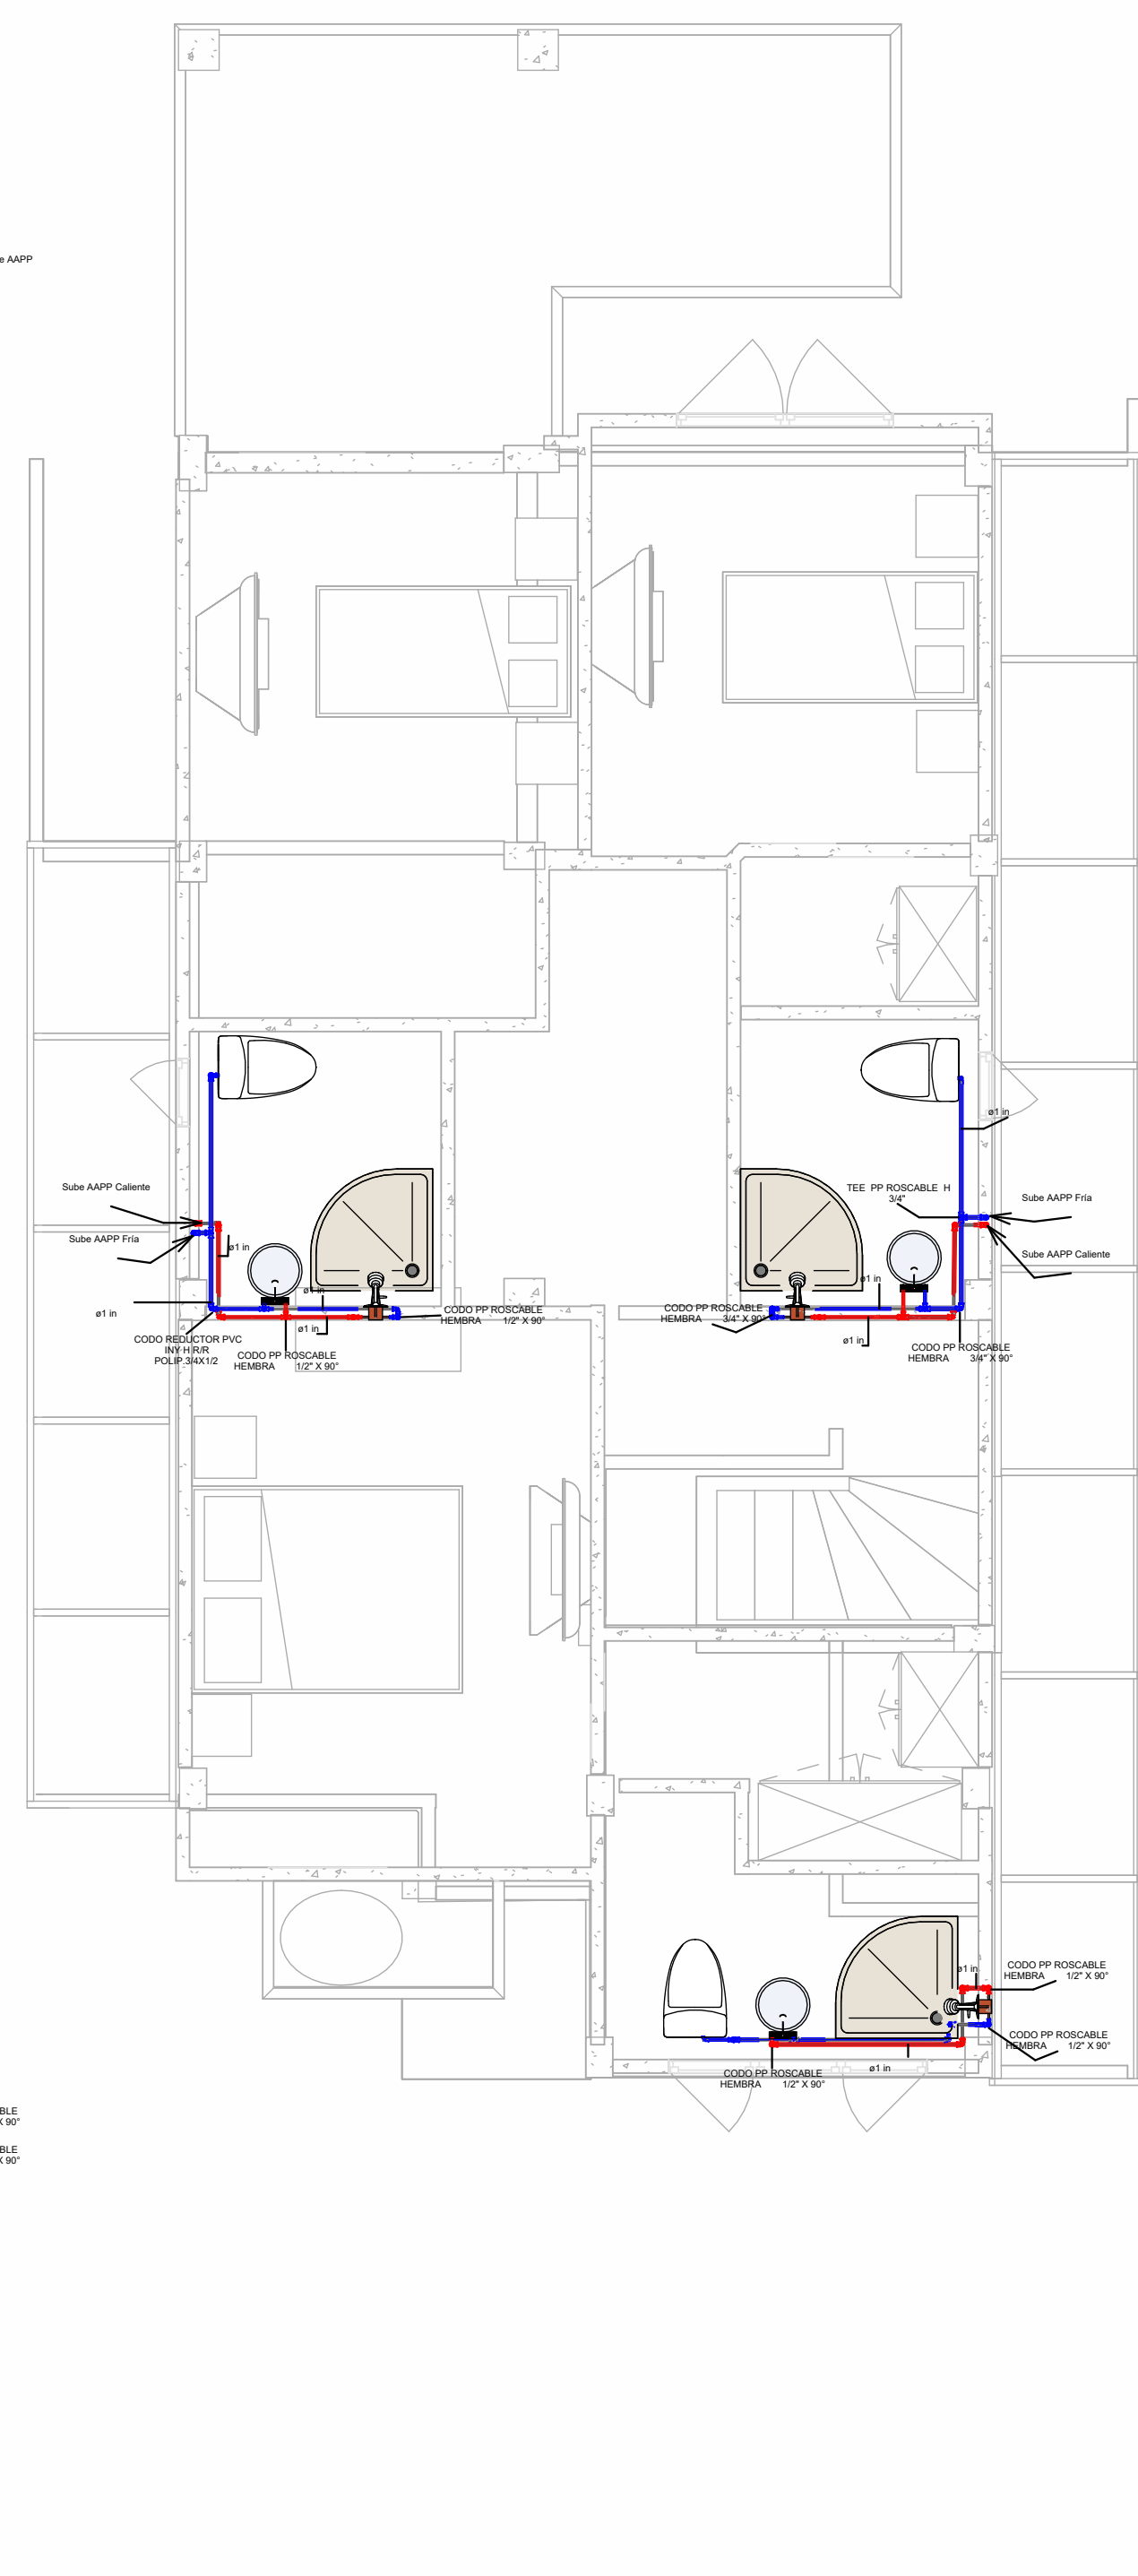 e AAPP
ø1 in
Sube AAPP Caliente
TEE PP ROSCABLE H
3/4"
Sube AAPP Fría
Sube AAPP Fría
ø1 in
Sube AAPP Caliente
ø1 in
ø1 in
ø1 in
CODO PP ROSCABLE
HEMBRA 1/2" X 90°
CODO PP ROSCABLE
HEMBRA 3/4" X 90°
ø1 in
CODO REDUCTOR PVC
INY H R/R
POLIP.3/4X1/2
CODO PP ROSCABLE
HEMBRA 1/2" X 90°
ø1 in
CODO PP ROSCABLE
HEMBRA 3/4" X 90°
ø1 in
CODO PP ROSCABLE
HEMBRA 1/2" X 90°
CODO PP ROSCABLE
HEMBRA 1/2" X 90°
ø1 in
CODO PP ROSCABLE
HEMBRA 1/2" X 90°
BLE
X 90°
BLE
X 90°